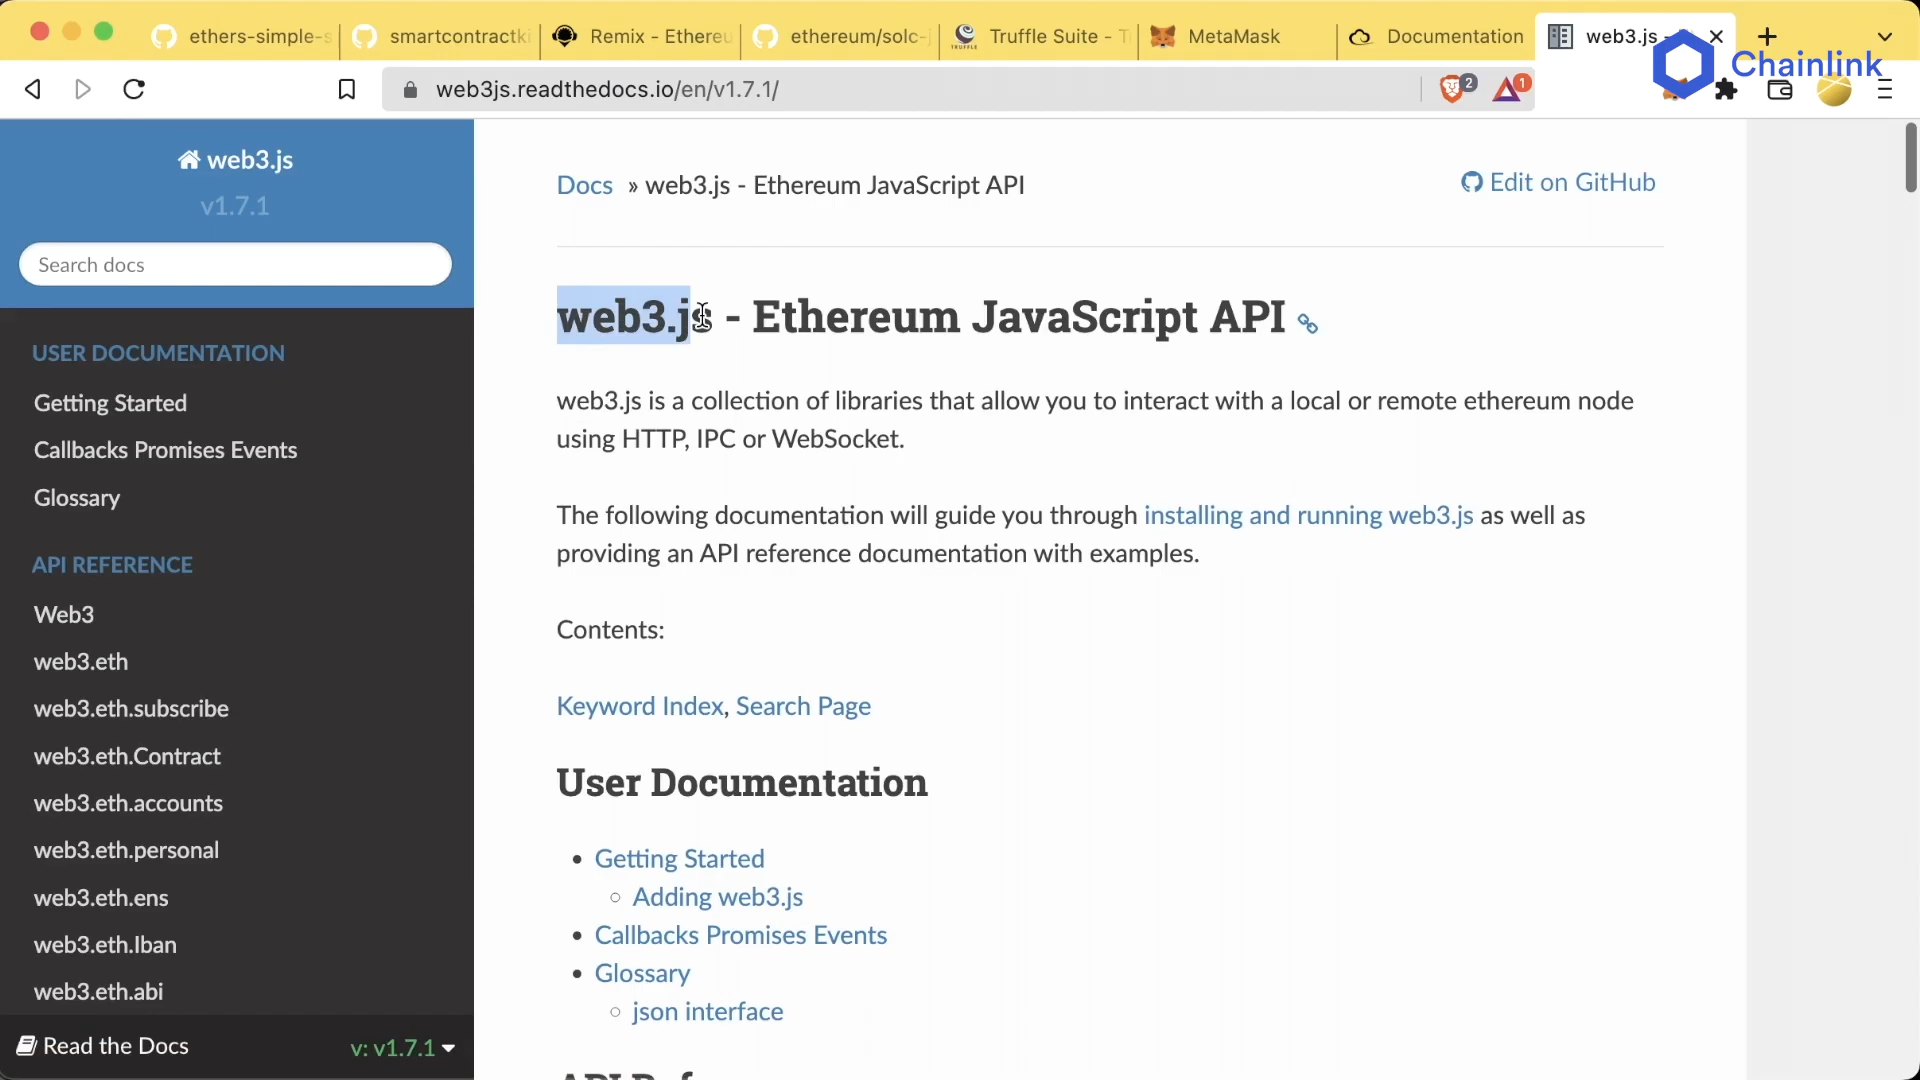 ethers-simple-s
smartcontractki
Remix - Ethereu
ethereum/solc-j
Truffle Suite - T
MetaMask
Documentation
web3.js -
Chainlink
web3js.readthedocs.io/en/v1.7.1/
2
1
web3.js
v1.7.1
Search docs
USER DOCUMENTATION
Getting Started
Callbacks Promises Events
Glossary
API REFERENCE
Web3
web3.eth
web3.eth.subscribe
web3.eth.Contract
web3.eth.accounts
web3.eth.personal
web3.eth.ens
web3.eth.Iban
web3.eth.abi
Read the Docs
v: v1.7.1
Docs » web3.js - Ethereum JavaScript API
Edit on GitHub
web3.js - Ethereum JavaScript API
web3.js is a collection of libraries that allow you to interact with a local or remote ethereum node
using HTTP, IPC or WebSocket.
The following documentation will guide you through installing and running web3.js as well as
providing an API reference documentation with examples.
Contents:
Keyword Index, Search Page
User Documentation
• Getting Started
○ Adding web3.js
• Callbacks Promises Events
• Glossary
○ json interface